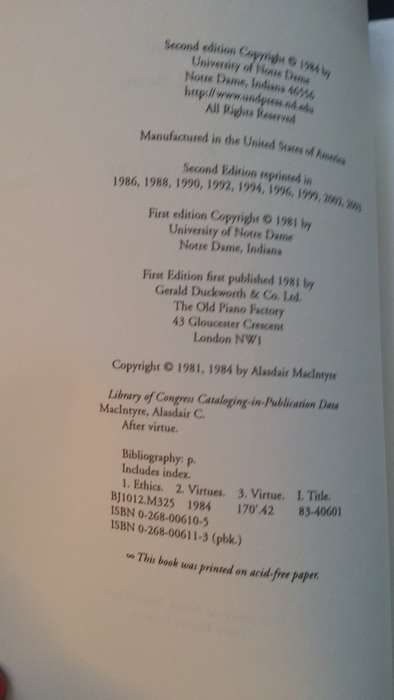 Second edition Copyright © 1984 by
University of Notre Dame
Notre Dame, Indiana 46556
http://www.undpress.nd.edu
All Rights Reserved
Manufactured in the United States of America
Second Edition reprinted in
1986, 1988, 1990, 1992, 1994, 1996, 1999, 2002, 2003
First edition Copyright © 1981 by
University of Notre Dame
Notre Dame, Indiana
First Edition first published 1981 by
Gerald Duckworth & Co. Ltd.
The Old Piano Factory
43 Gloucester Crescent
London NW1
Copyright © 1981, 1984 by Alasdair MacIntyre
Library of Congress Cataloging-in-Publication Data
MacIntyre, Alasdair C.
After virtue.
Bibliography: p.
Includes index.
1. Ethics. 2. Virtues. 3. Virtue. I. Title.
BJ1012.M325 1984 170'.42 83-40601
ISBN 0-268-00610-5
ISBN 0-268-00611-3 (pbk.)
∞ This book was printed on acid-free paper.